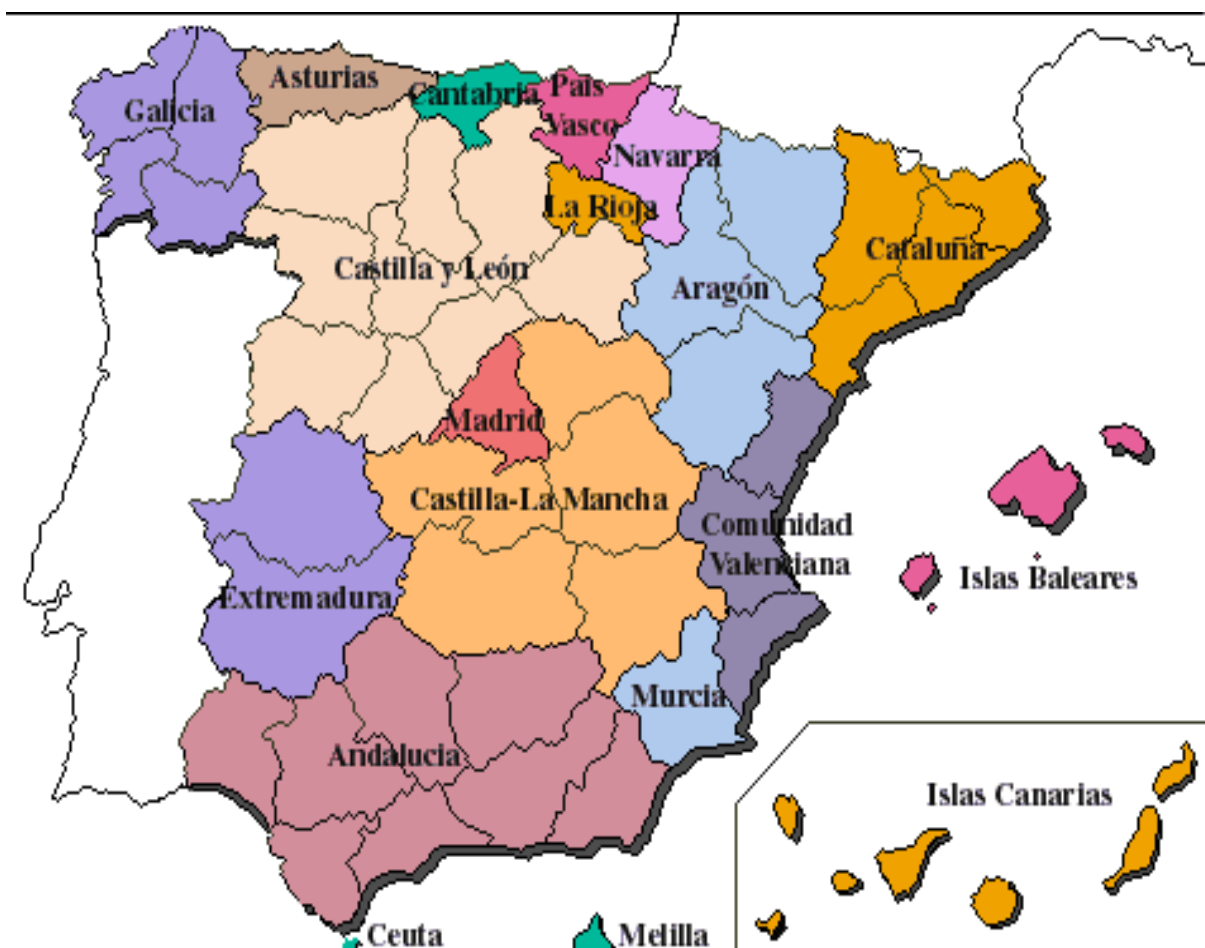 Asturias
Cantabria
País
Vasco
Galicia
Navarra
La Rioja
Castilla y León
Cataluña
Aragón
Madrid
Castilla-La Mancha
Comunidad
Valenciana
Islas Baleares
Extremadura
Murcia
Andalucia
Islas Canarias
Ceuta
Melilla